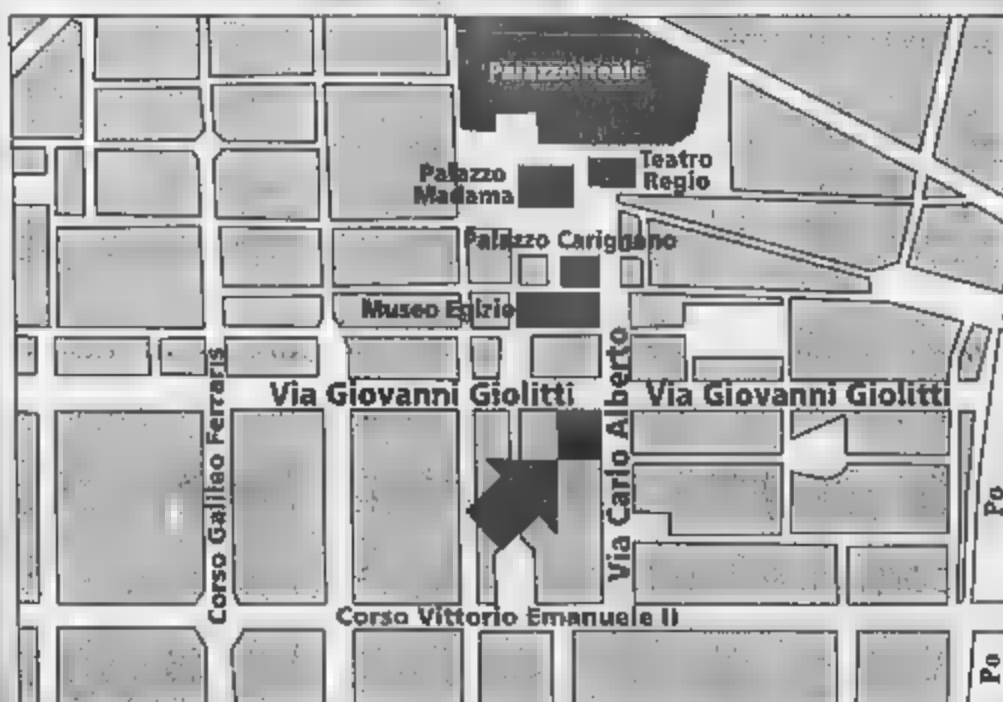 Palazzo Reale
Teatro
Regio
Palazzo
Madama
Palazzo Carignano
Museo Egizio
Via Giovanni Giolitti
Via Giovanni Giolitti
Corso Galileo Ferraris
Via Carlo Alberto
Po
Corso Vittorio Emanuele II
Po